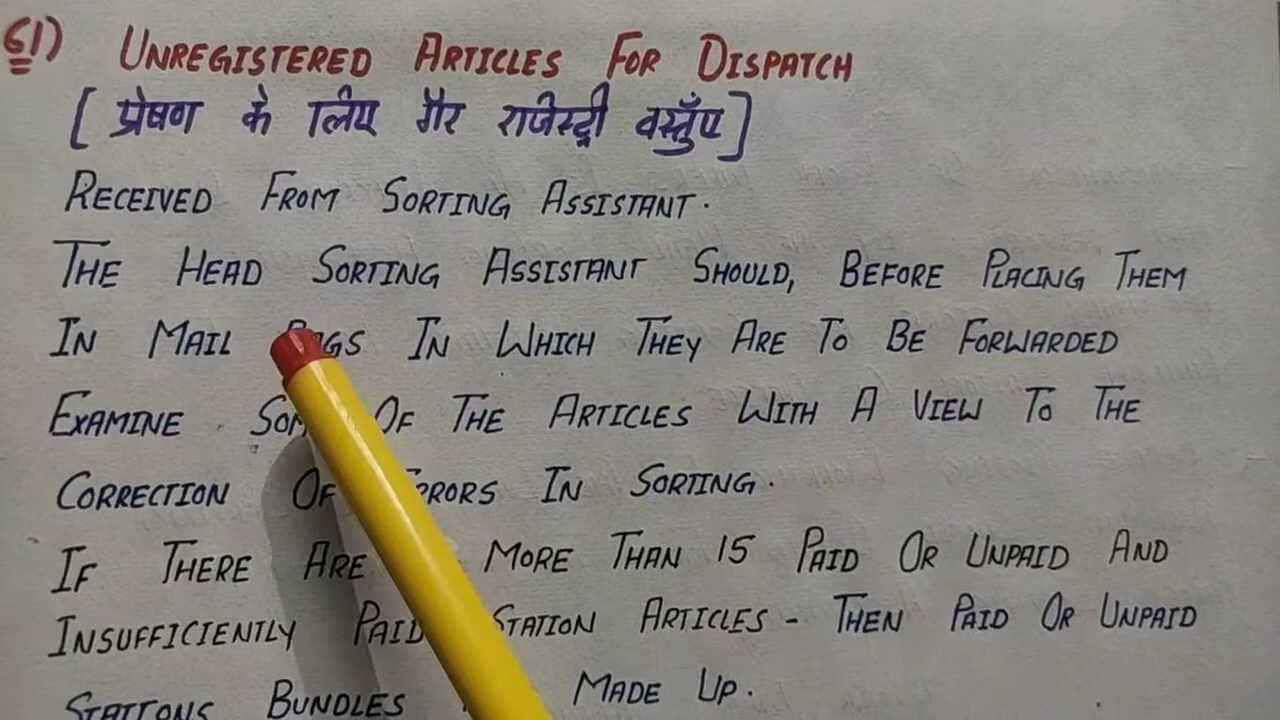 61) UNREGISTERED ARTICLES FOR DISPATCH
[प्रेषण के लिए गैर राजेस्ट्री वस्तुँए]
RECEIVED FROM SORTING ASSISTANT.
THE HEAD SORTING ASSISTANT SHOULD, BEFORE PLACING THEM
IN MAIL BAGS IN WHICH THEY ARE TO BE FORWARDED
EXAMINE OF THE ARTICLES WITH A VIEW TO THE
CORRECTION OF ERRORS IN SORTING.
IF THERE ARE MORE THAN 15 PAID OR UNPAID AND
INSUFFICIENTLY PAID STATION ARTICLES - THEN PAID OR UNPAID
STATIONS BUNDLES MADE UP.